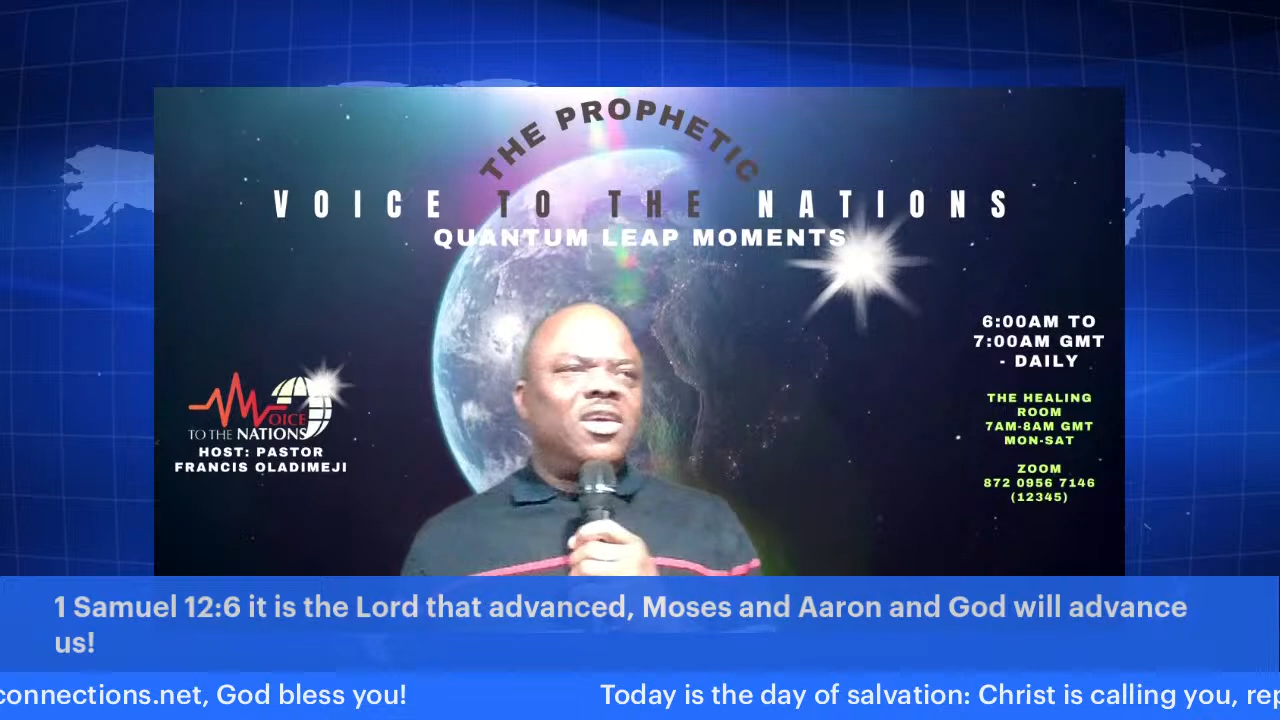 THE PROPHETIC
VOICE TO THE NATIONS
QUANTUM LEAP MOMENTS
6:00AM TO
7:00AM GMT
- DAILY
THE HEALING
ROOM
7AM-8AM GMT
MON-SAT
ZOOM
872 0956 7146
(12345)
VOICE
TO THE NATIONS
HOST: PASTOR
FRANCIS OLADIMEJI
1 Samuel 12:6 it is the Lord that advanced, Moses and Aaron and God will advance
us!
connections.net, God bless you! Today is the day of salvation: Christ is calling you,